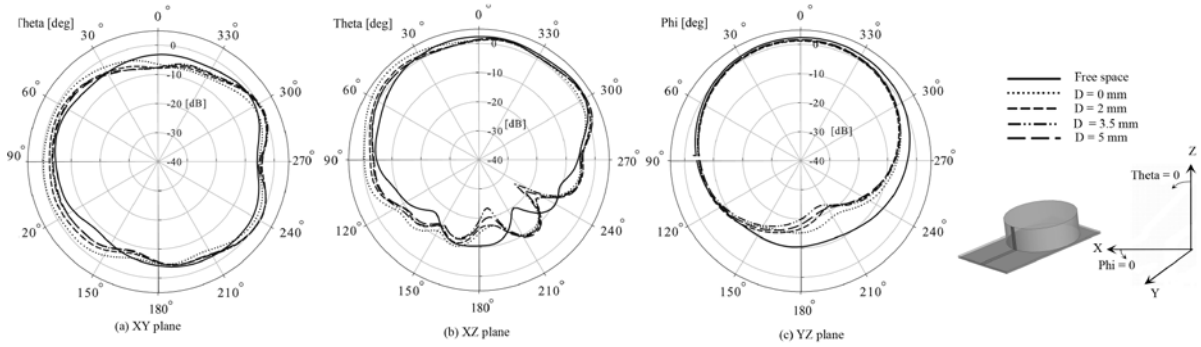 Theta [deg]
0°
30° 330°
60° 300°
90° 270°
20° 240°
150° 210°
180°
0
-10
-20
[dB]
-30
-40
(a) XY plane
Theta [deg]
0°
30° 330°
60° 300°
90° 270°
120° 240°
150° 210°
180°
0
-10
-20
[dB]
-30
-40
(b) XZ plane
Phi [deg]
0°
30° 330°
60° 300°
90° 270°
120° 240°
150° 210°
180°
0
-10
-20
[dB]
-30
-40
(c) YZ plane
Free space
D = 0 mm
D = 2 mm
D = 3.5 mm
D = 5 mm
Z
Theta = 0
X
Phi = 0
Y